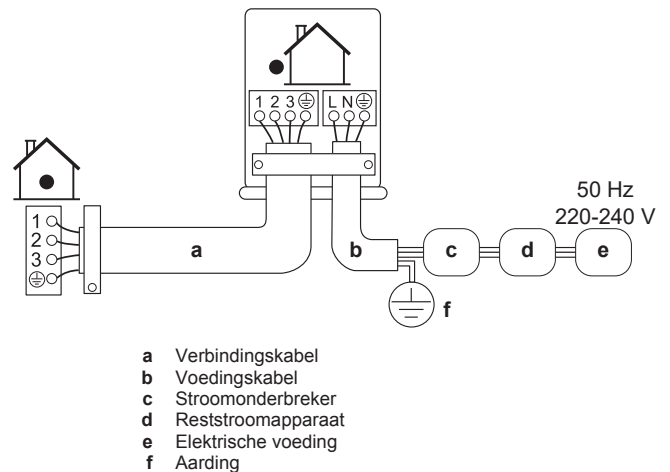 1 2 3
L N
1
2
3
50 Hz
220-240 V
a
b
c
d
e
f
a Verbindingskabel
b Voedingskabel
c Stroomonderbreker
d Reststroomapparaat
e Elektrische voeding
f Aarding